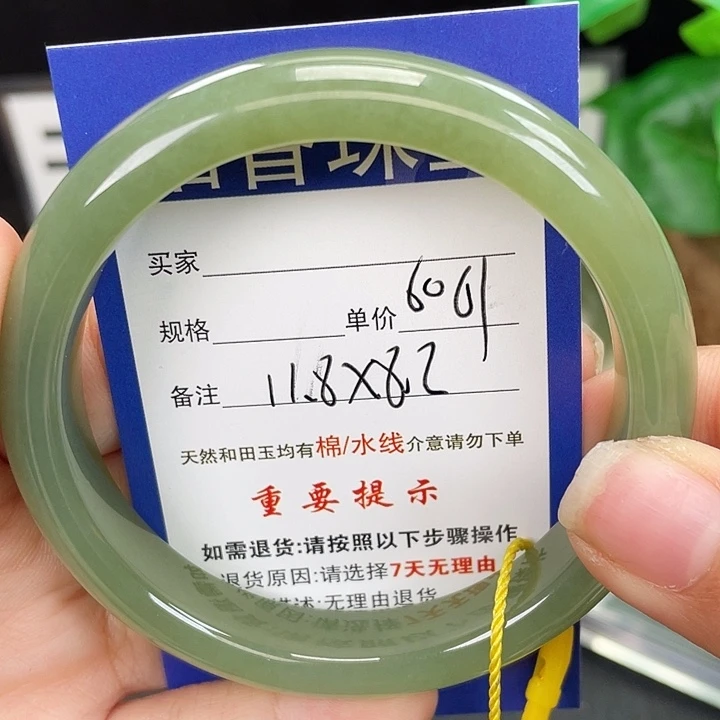 买家
规格 单价 6001
备注 11.8X8.2
天然和田玉均有棉/水线介意请勿下单
重要提示
如需退货:请按照以下步骤操作
退货原因:请选择7天无理由
描述:无理由退货